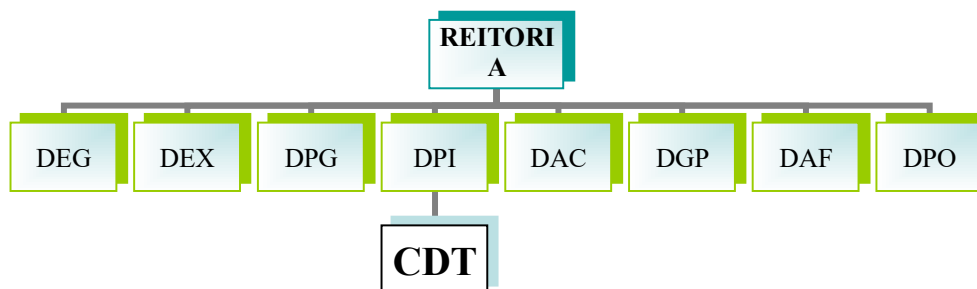 REITORI
A
DEG DEX DPG DPI DAC DGP DAF DPO
CDT